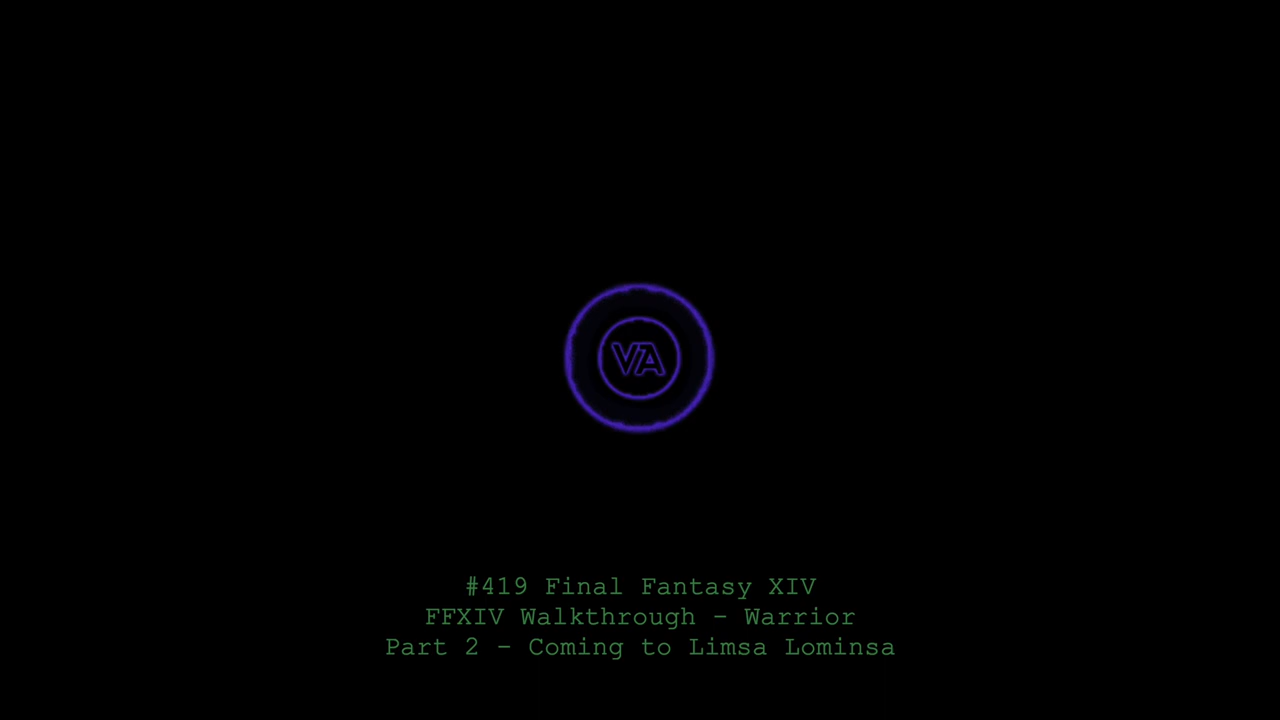 VA
#419 Final Fantasy XIV
FFXIV Walkthrough - Warrior
Part 2 - Coming to Limsa Lominsa